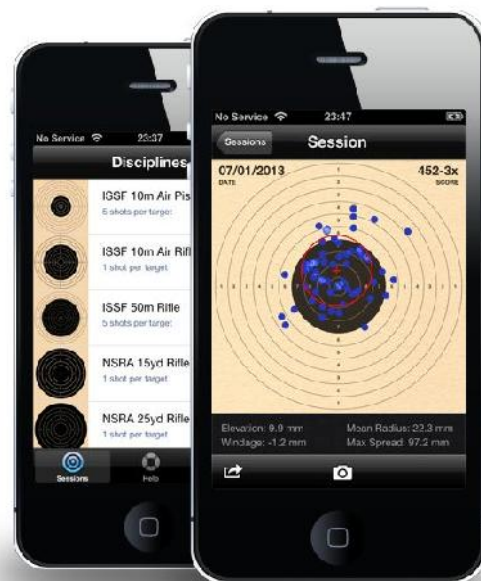 No Service 23:37
Disciplines
ISSF 10m Air Pis
6 shots per target
ISSF 10m Air Rifl
1 shot per target
ISSF 50m Rifle
5 shots per target
NSRA 15yd Rifle
1 shot per target
NSRA 25yd Rifle
1 shot per target
Sessions Help
No Service 23:47
Sessions Session
07/01/2013 452-3x
DATE SCORE
Elevation: 9.9 mm Mean Radius: 22.3 mm
Windage: -1.2 mm Max Spread: 97.2 mm